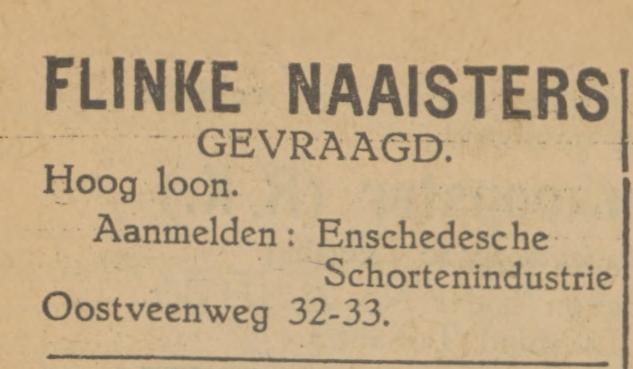 FLINKE NAAISTERS
GEVRAAGD.
Hoog loon.
Aanmelden: Enschedesche
Schortenindustrie
Oostveenweg 32-33.